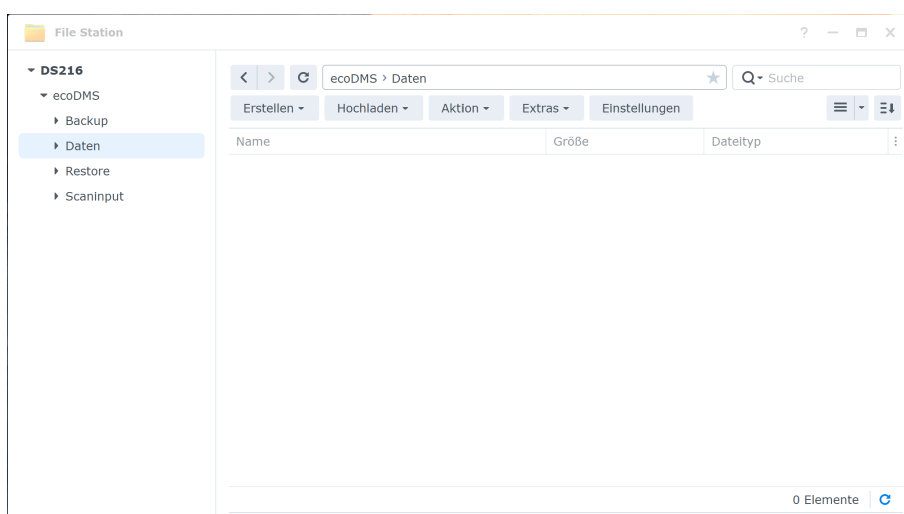 File Station
DS216
ecoDMS
Backup
Daten
Restore
Scaninput
ecoDMS › Daten
Suche
Erstellen
Hochladen
Aktion
Extras
Einstellungen
Name Größe Dateityp
0 Elemente